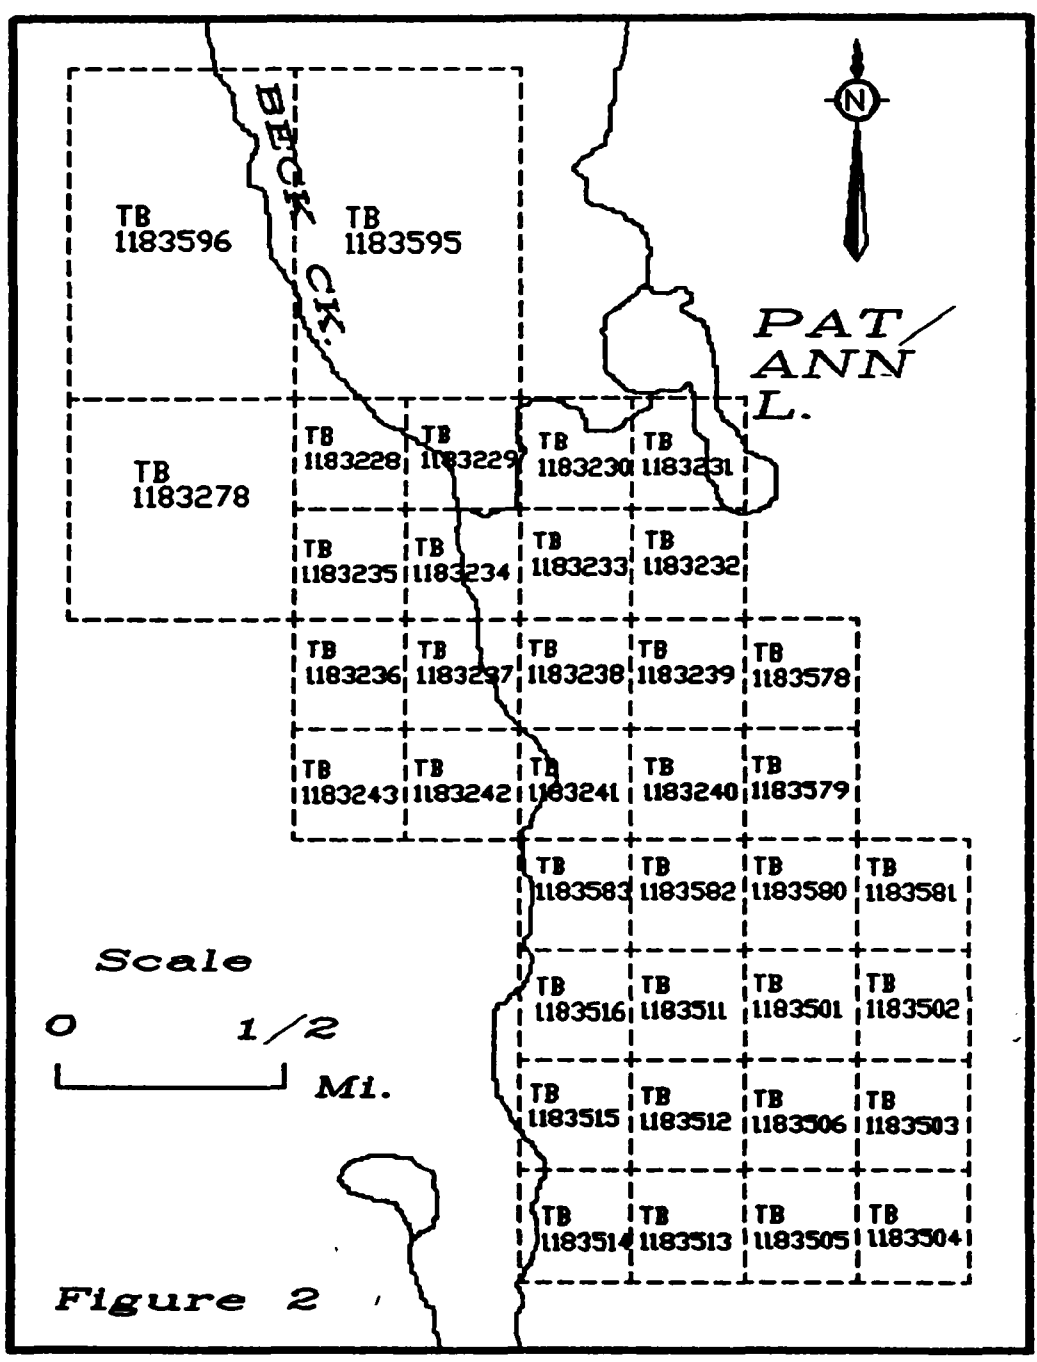 N
BECK CK.
TB
1183596
TB
1183595
PAT
ANN
L.
TB
1183278
TB
1183228
TB
1183229
TB
1183230
TB
1183231
TB
1183235
TB
1183234
TB
1183233
TB
1183232
TB
1183236
TB
1183237
TB
1183238
TB
1183239
TB
1183578
TB
1183243
TB
1183242
TB
1183241
TB
1183240
TB
1183579
TB
1183583
TB
1183582
TB
1183580
TB
1183581
TB
1183516
TB
1183511
TB
1183501
TB
1183502
TB
1183515
TB
1183512
TB
1183506
TB
1183503
TB
1183514
TB
1183513
TB
1183505
TB
1183504
Scale
0 1/2
Mi.
Figure 2